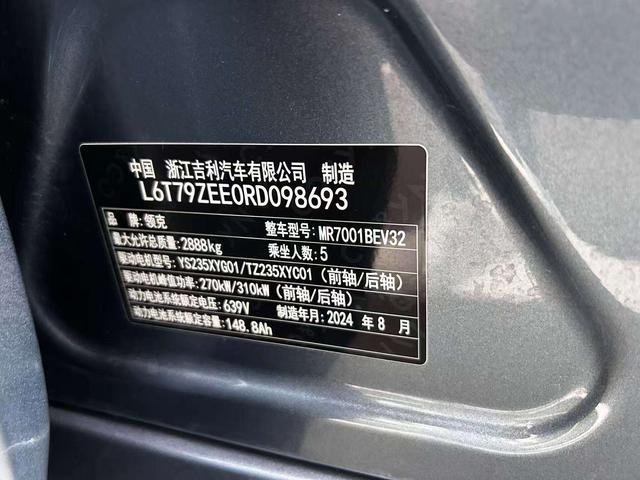 中国 浙江吉利汽车有限公司 制造
L6T79ZEE0RD098693
品牌:领克 整车型号:MR7001BEV32
最大允许总质量:2888kg 乘坐人数:5
驱动电机型号:YS235XYG01/TZ235XYC01(前轴/后轴)
驱动电机峰值功率:270kW/310kW(前轴/后轴)
动力电池系统额定电压:639V 制造年月:2024 年 8 月
动力电池系统额定容量:148.8Ah